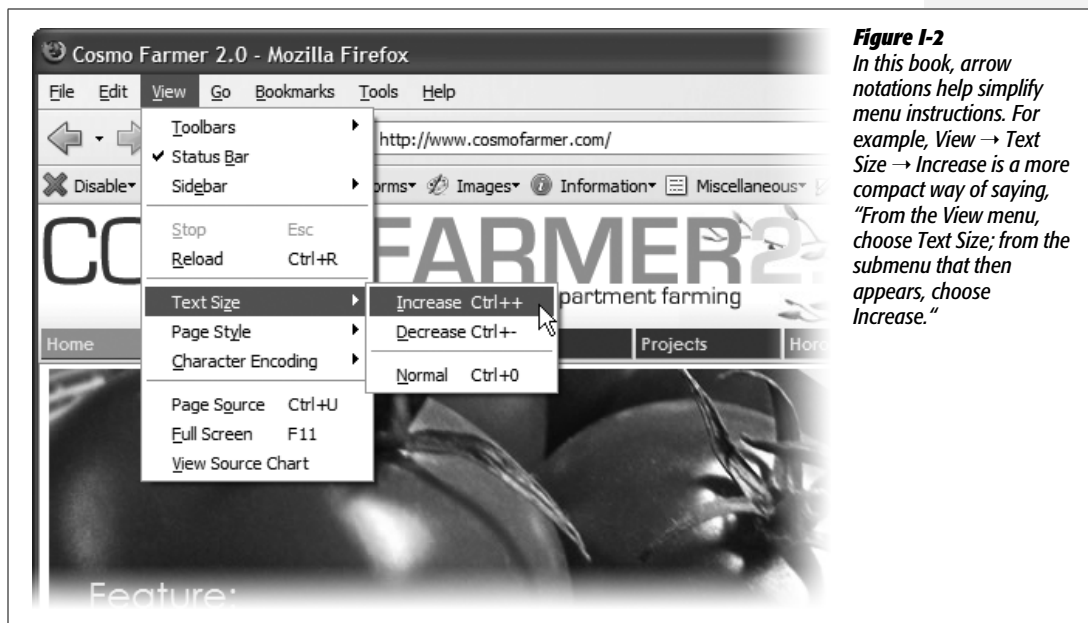 Cosmo Farmer 2.0 - Mozilla Firefox
File Edit View Go Bookmarks Tools Help
Toolbars
http://www.cosmofarmer.com/
✔ Status Bar
Sidebar
Disable Images Information Miscellaneous
Stop Esc
Reload Ctrl+R
FARMER
Text Size
Increase Ctrl++
Decrease Ctrl+-
Normal Ctrl+0
farming
Page Style
Character Encoding
Home Projects
Page Source Ctrl+U
Full Screen F11
View Source Chart
Feature:
Figure I-2
In this book, arrow
notations help simplify
menu instructions. For
example, View → Text
Size → Increase is a more
compact way of saying,
“From the View menu,
choose Text Size; from the
submenu that then
appears, choose
Increase.“